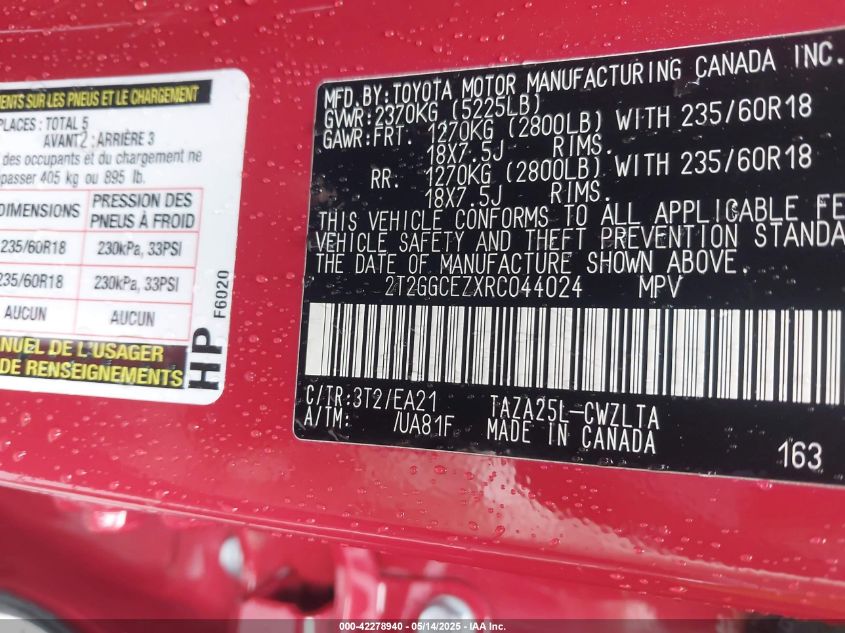 MENTS SUR LES PNEUS ET LE CHARGEMENT
PLACES : TOTAL 5
AVANT 2 : ARRIÈRE 3
des occupants et du chargement ne
passer 405 kg ou 895 lb.
DIMENSIONS PRESSION DES PNEUS À FROID
235/60R18 230kPa, 33PSI
235/60R18 230kPa, 33PSI
AUCUN AUCUN
MANUEL DE L'USAGER
DE RENSEIGNEMENTS
HP
F6020
MFD.BY:TOYOTA MOTOR MANUFACTURING CANADA INC.
GVWR:2370KG (5225LB)
GAWR:FRT. 1270KG (2800LB) WITH 235/60R18
18X7.5J RIMS.
RR. 1270KG (2800LB) WITH 235/60R18
18X7.5J RIMS.
THIS VEHICLE CONFORMS TO ALL APPLICABLE FE
VEHICLE SAFETY AND THEFT PREVENTION STANDA
THE DATE OF MANUFACTURE SHOWN ABOVE.
2T2GGCEZXRC044024 MPV
C/TR:3T2/EA21 TAZA25L-CWZLTA
A/TM: /UA81F MADE IN CANADA
163
000-42278940 - 05/14/2025 - IAA Inc.